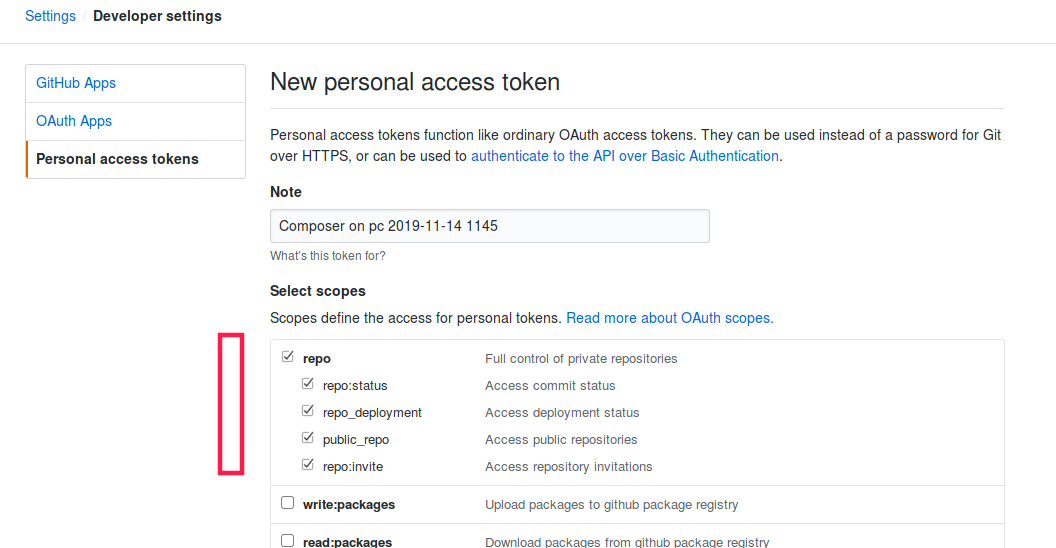 Settings / Developer settings
GitHub Apps
OAuth Apps
Personal access tokens
New personal access token
Personal access tokens function like ordinary OAuth access tokens. They can be used instead of a password for Git
over HTTPS, or can be used to authenticate to the API over Basic Authentication.
Note
Composer on pc 2019-11-14 1145
What's this token for?
Select scopes
Scopes define the access for personal tokens. Read more about OAuth scopes.
repo Full control of private repositories
repo:status Access commit status
repo_deployment Access deployment status
public_repo Access public repositories
repo:invite Access repository invitations
write:packages Upload packages to github package registry
read:packages Download packages from github package registry